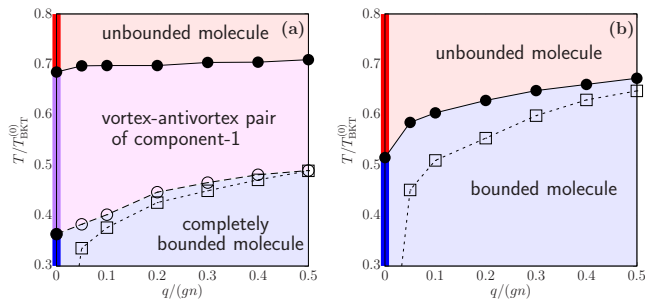 0.8
0.7
0.6
0.5
0.4
0.3
T/T_BKT^(0)
0
0.1
0.2
0.3
0.4
0.5
q/(gn)
(a)
unbounded molecule
vortex-antivortex pair
of component-1
completely
bounded molecule
0.8
0.7
0.6
0.5
0.4
0.3
T/T_BKT^(0)
0
0.1
0.2
0.3
0.4
0.5
q/(gn)
(b)
unbounded molecule
bounded molecule